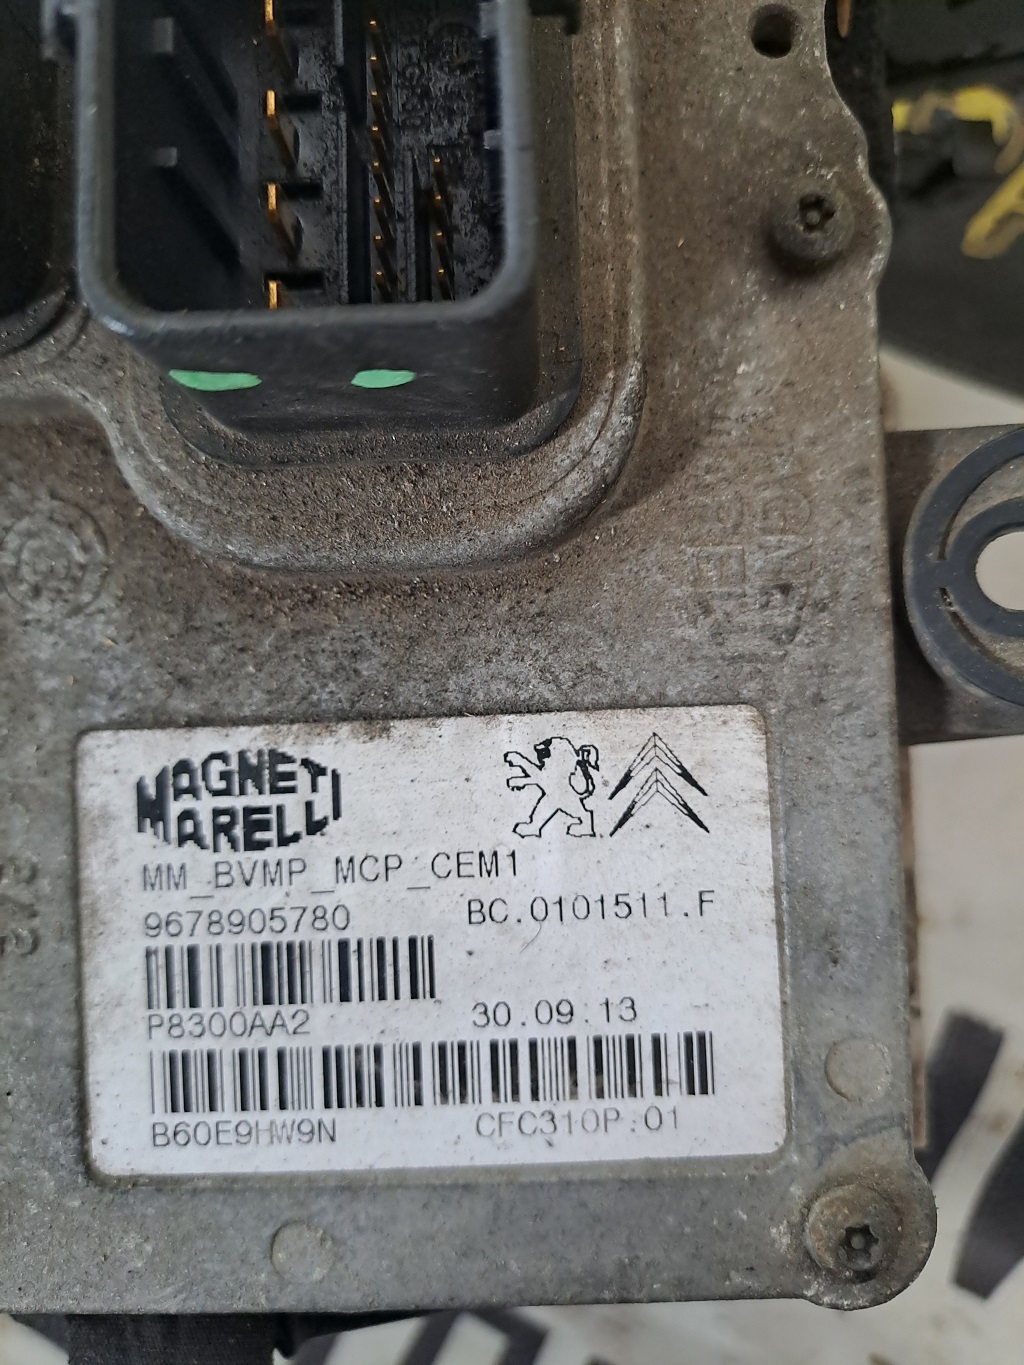 MAGNETI
MARELLI
MM_BVMP_MCP_CEM1
9678905780 BC.0101511.F
P8300AA2 30.09.13
B60E9HW9N CFC310P.01